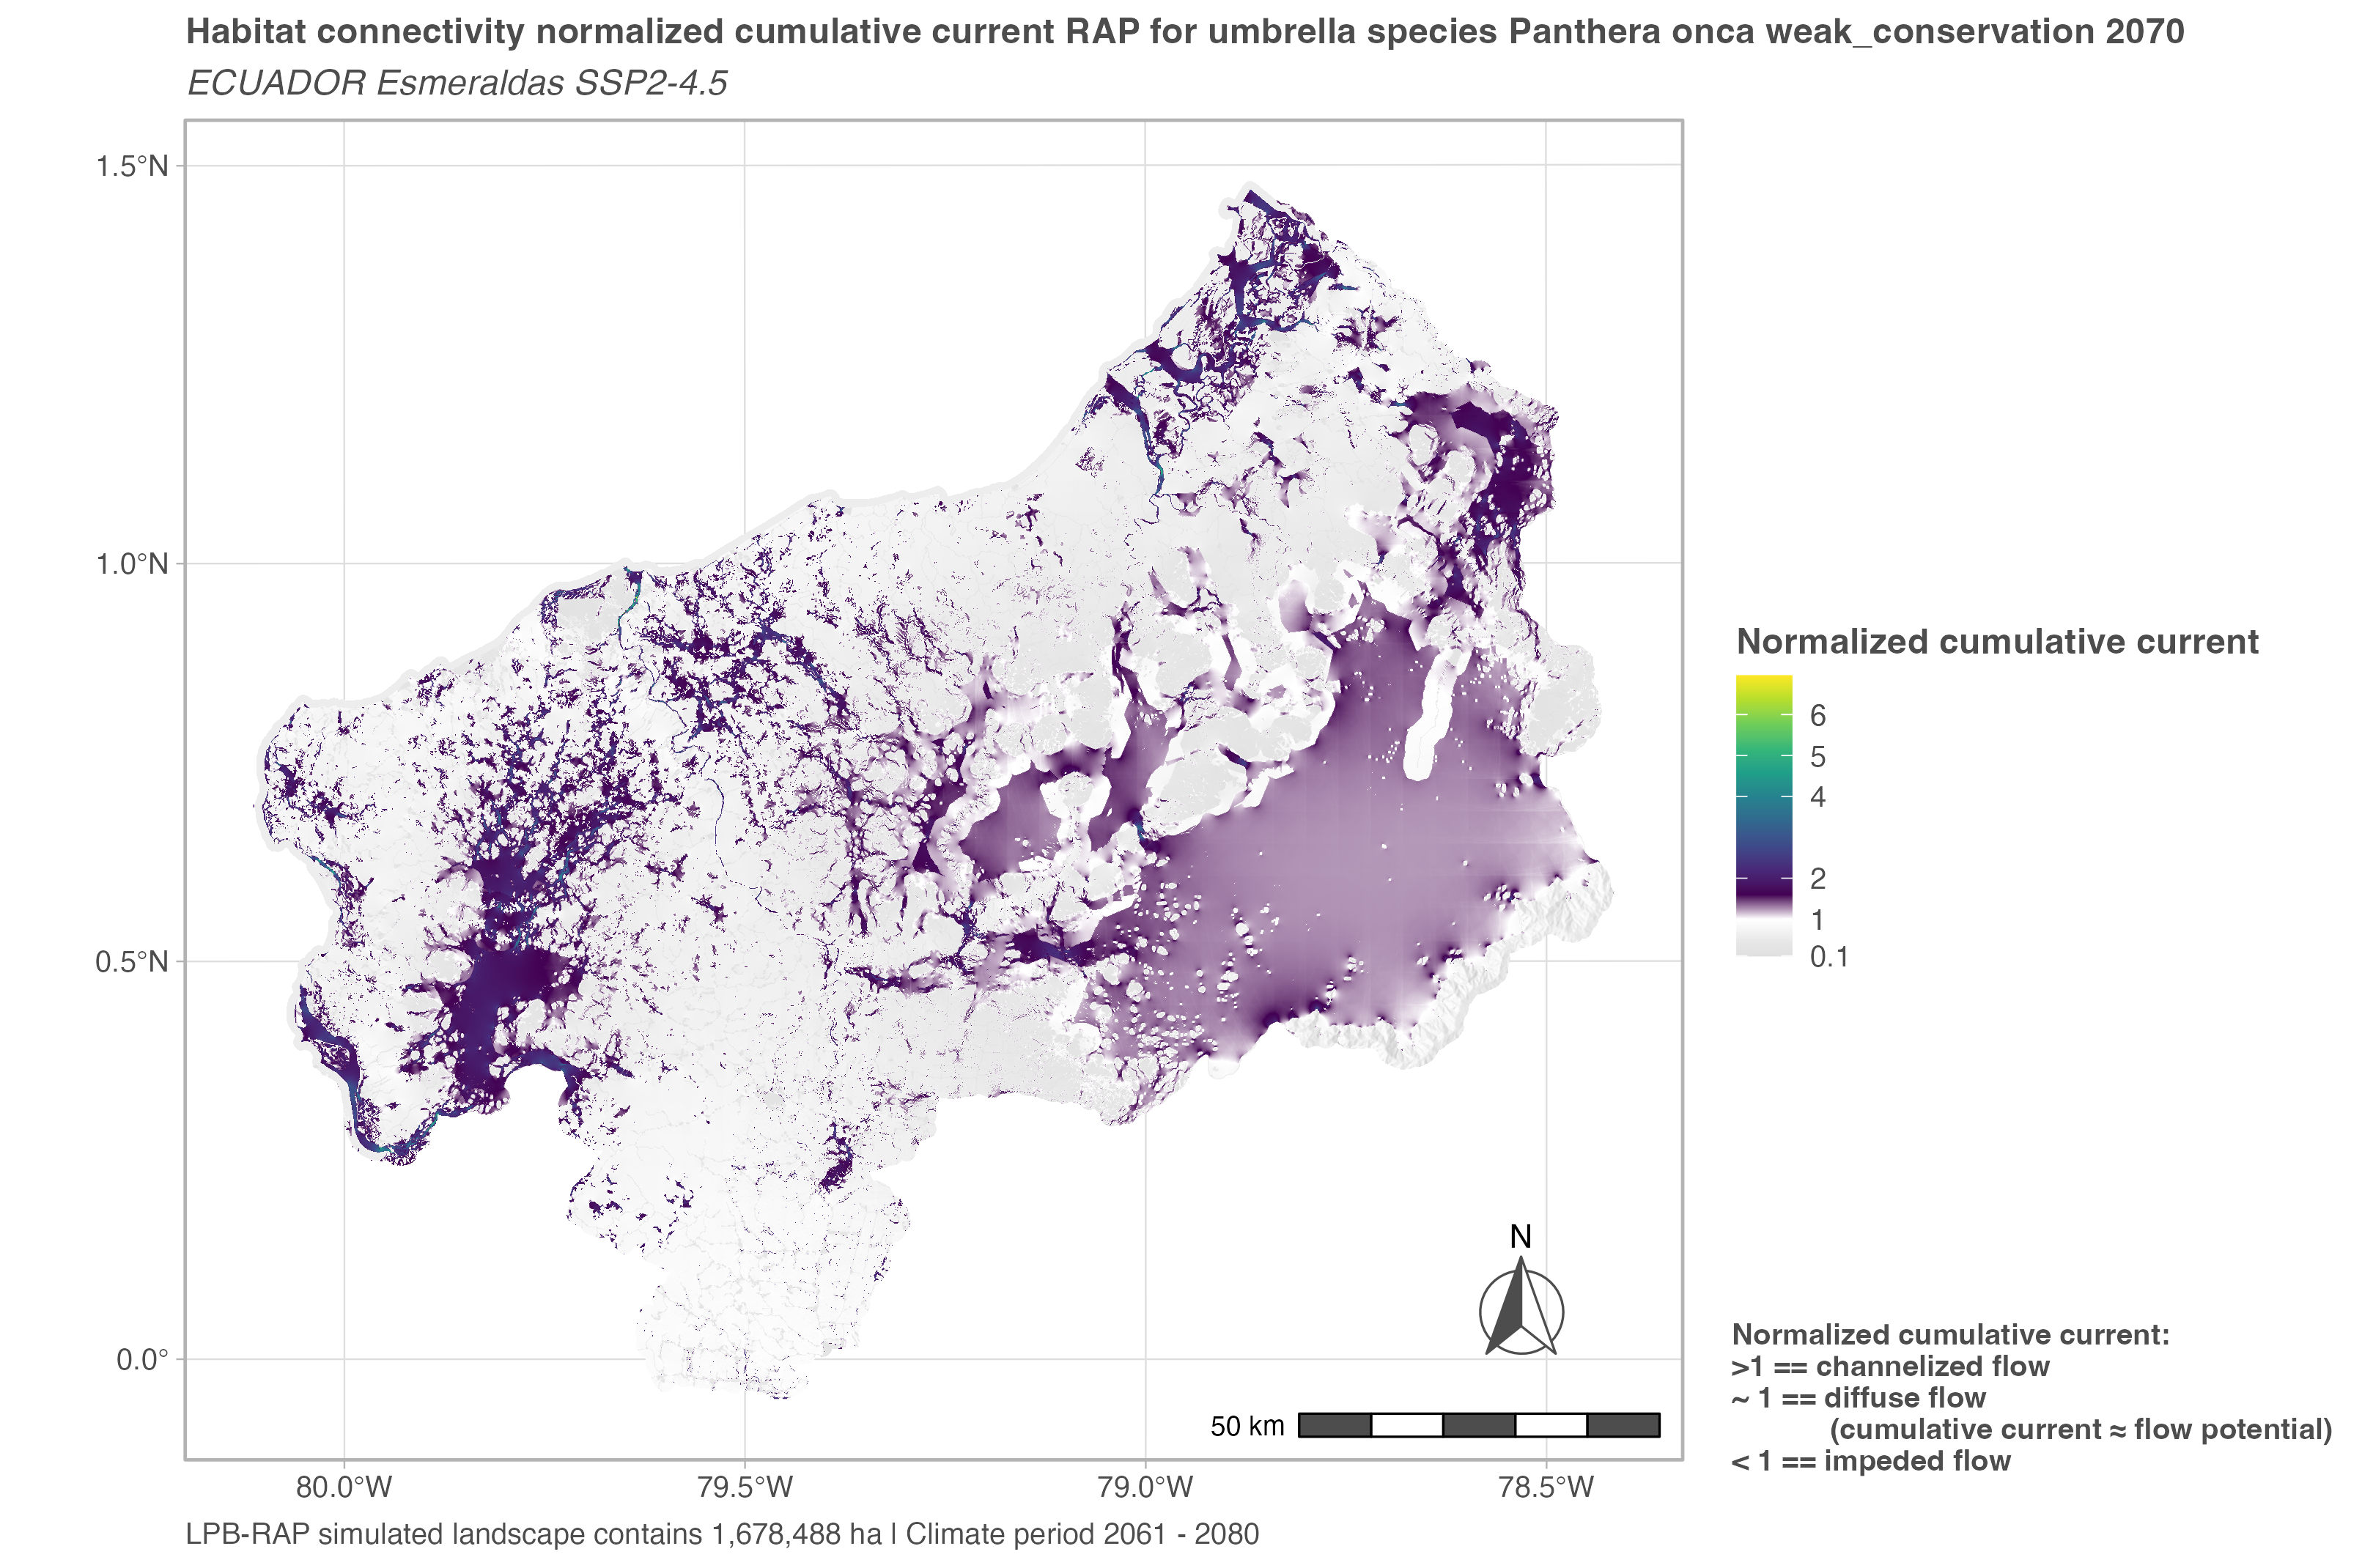 Habitat connectivity normalized cumulative current RAP for umbrella species Panthera onca weak_conservation 2070
ECUADOR Esmeraldas SSP2-4.5
1.5°N
1.0°N
0.5°N
0.0°
80.0°W
79.5°W
79.0°W
78.5°W
N
50 km
Normalized cumulative current
6
5
4
2
1
0.1
Normalized cumulative current:
>1 == channelized flow
~ 1 == diffuse flow
(cumulative current ≈ flow potential)
< 1 == impeded flow
LPB-RAP simulated landscape contains 1,678,488 ha | Climate period 2061 - 2080